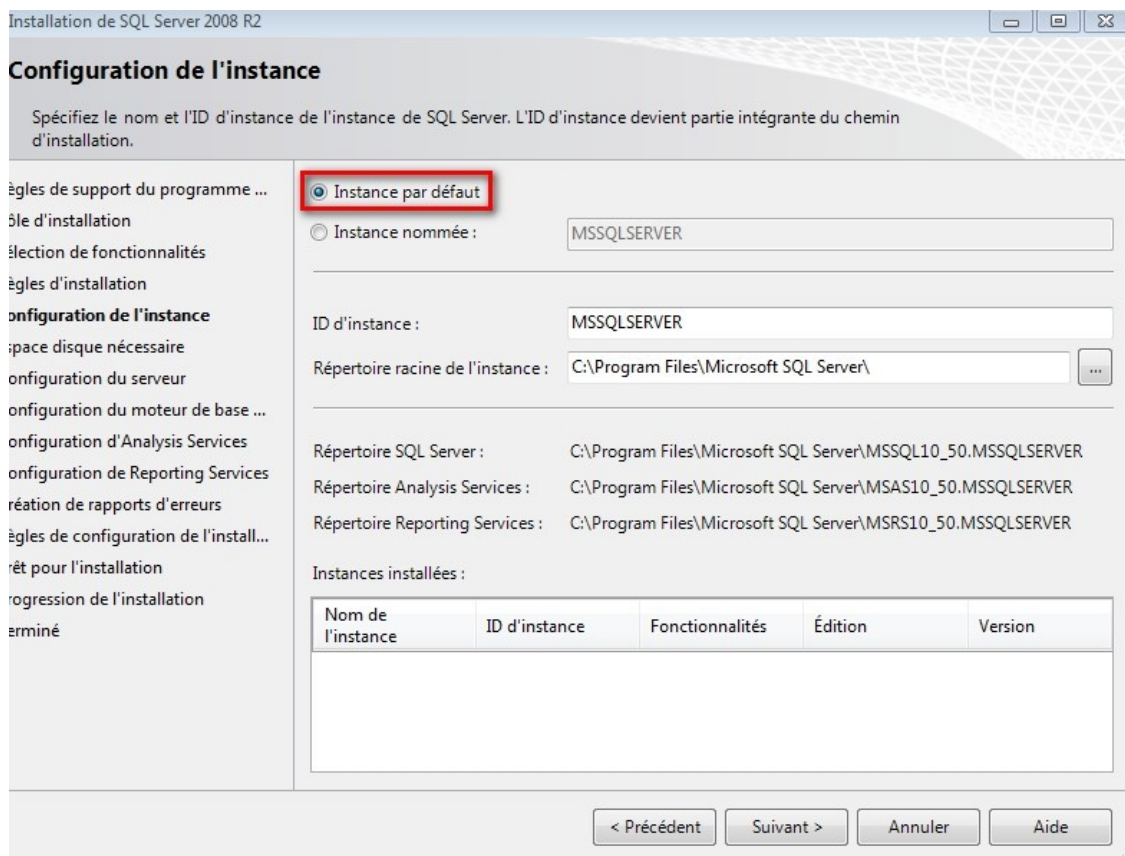 Installation de SQL Server 2008 R2
Configuration de l'instance
Spécifiez le nom et l'ID d'instance de l'instance de SQL Server. L'ID d'instance devient partie intégrante du chemin
d'installation.
ègles de support du programme ...
ôle d'installation
élection de fonctionnalités
ègles d'installation
onfiguration de l'instance
space disque nécessaire
onfiguration du serveur
onfiguration du moteur de base ...
onfiguration d'Analysis Services
onfiguration de Reporting Services
réation de rapports d'erreurs
ègles de configuration de l'install...
rêt pour l'installation
rogression de l'installation
erminé
Instance par défaut
Instance nommée : MSSQLSERVER
ID d'instance : MSSQLSERVER
Répertoire racine de l'instance : C:\Program Files\Microsoft SQL Server\ ...
Répertoire SQL Server : C:\Program Files\Microsoft SQL Server\MSSQL10_50.MSSQLSERVER
Répertoire Analysis Services : C:\Program Files\Microsoft SQL Server\MSAS10_50.MSSQLSERVER
Répertoire Reporting Services : C:\Program Files\Microsoft SQL Server\MSRS10_50.MSSQLSERVER
Instances installées :
Nom de l'instance ID d'instance Fonctionnalités Édition Version
< Précédent Suivant > Annuler Aide